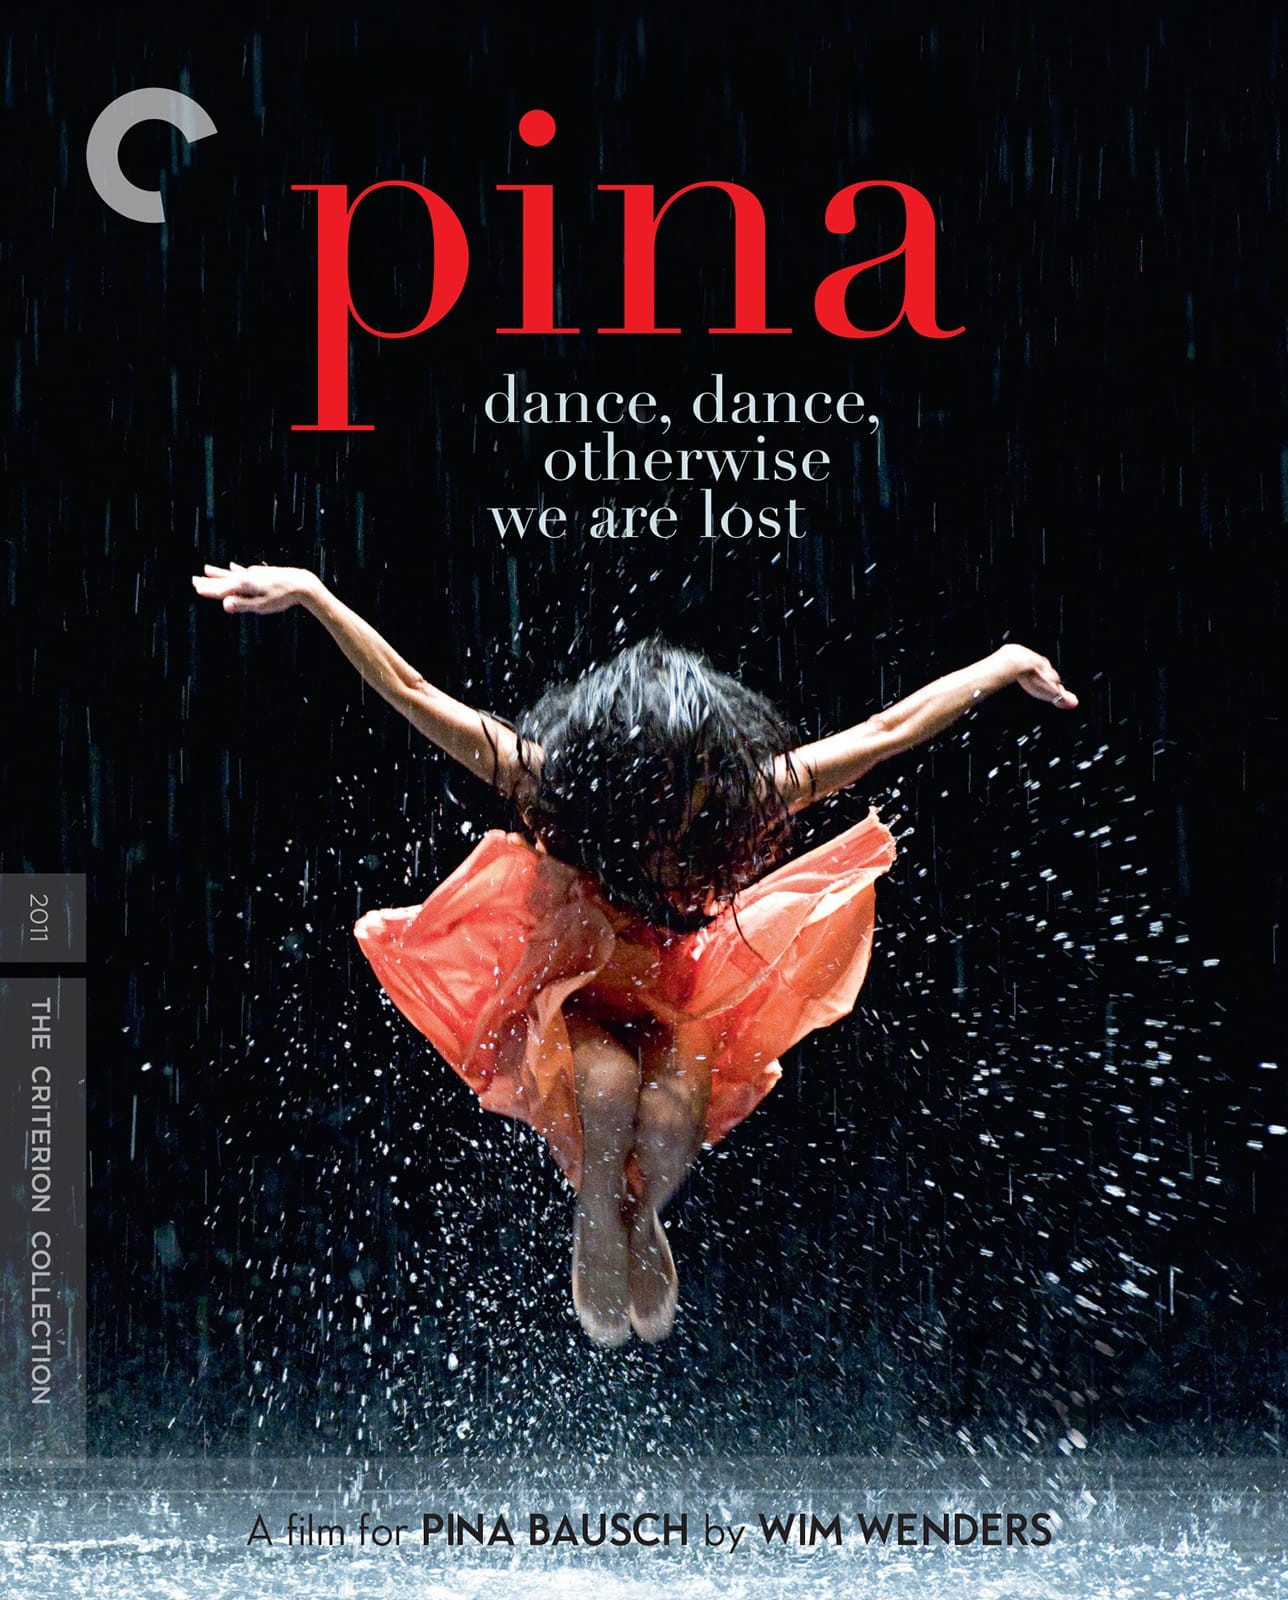 pina
dance, dance,
otherwise
we are lost
2011
THE CRITERION COLLECTION
A film for PINA BAUSCH by WIM WENDERS